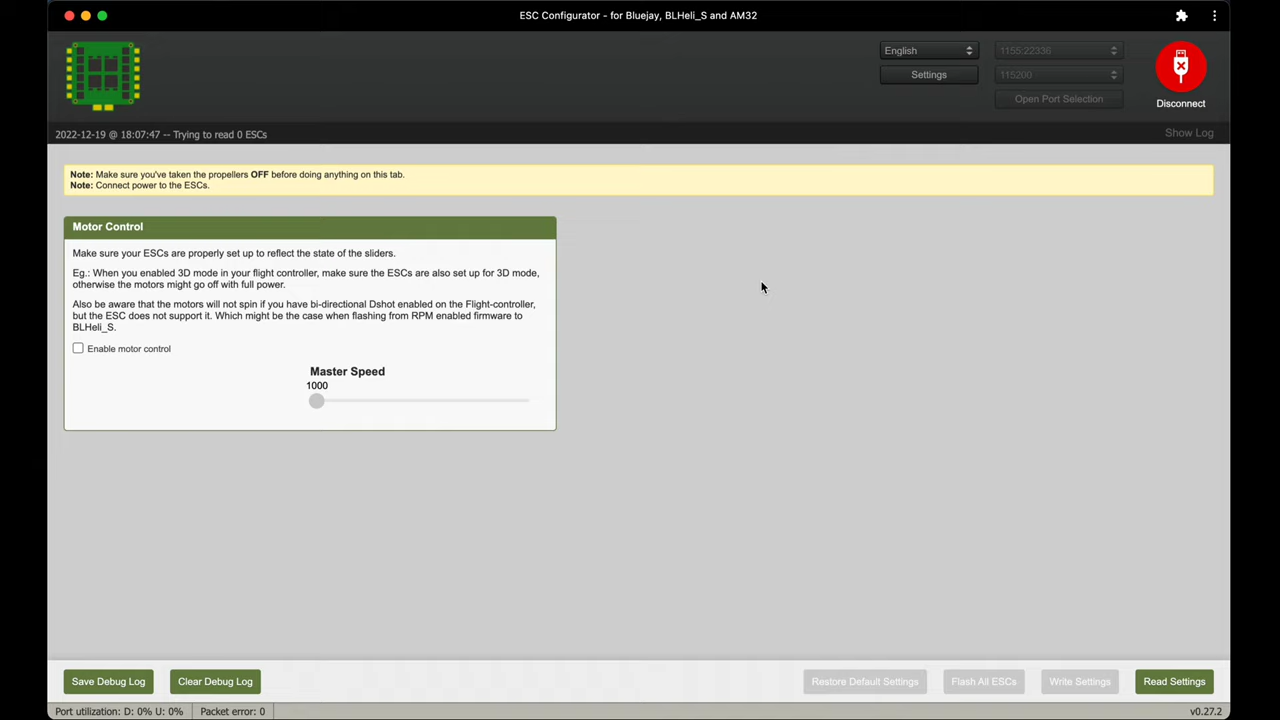 ESC Configurator - for Bluejay, BLHeli_S and AM32
English
1155:22336
Settings
115200
Open Port Selection
Disconnect
2022-12-19 @ 18:07:47 -- Trying to read 0 ESCs
Show Log
Note: Make sure you've taken the propellers OFF before doing anything on this tab.
Note: Connect power to the ESCs.
Motor Control
Make sure your ESCs are properly set up to reflect the state of the sliders.
Eg.: When you enabled 3D mode in your flight controller, make sure the ESCs are also set up for 3D mode,
otherwise the motors might go off with full power.
Also be aware that the motors will not spin if you have bi-directional Dshot enabled on the Flight-controller,
but the ESC does not support it. Which might be the case when flashing from RPM enabled firmware to
BLHeli_S.
Enable motor control
Master Speed
1000
Save Debug Log
Clear Debug Log
Restore Default Settings
Flash All ESCs
Write Settings
Read Settings
Port utilization: D: 0% U: 0%
Packet error: 0
v0.27.2